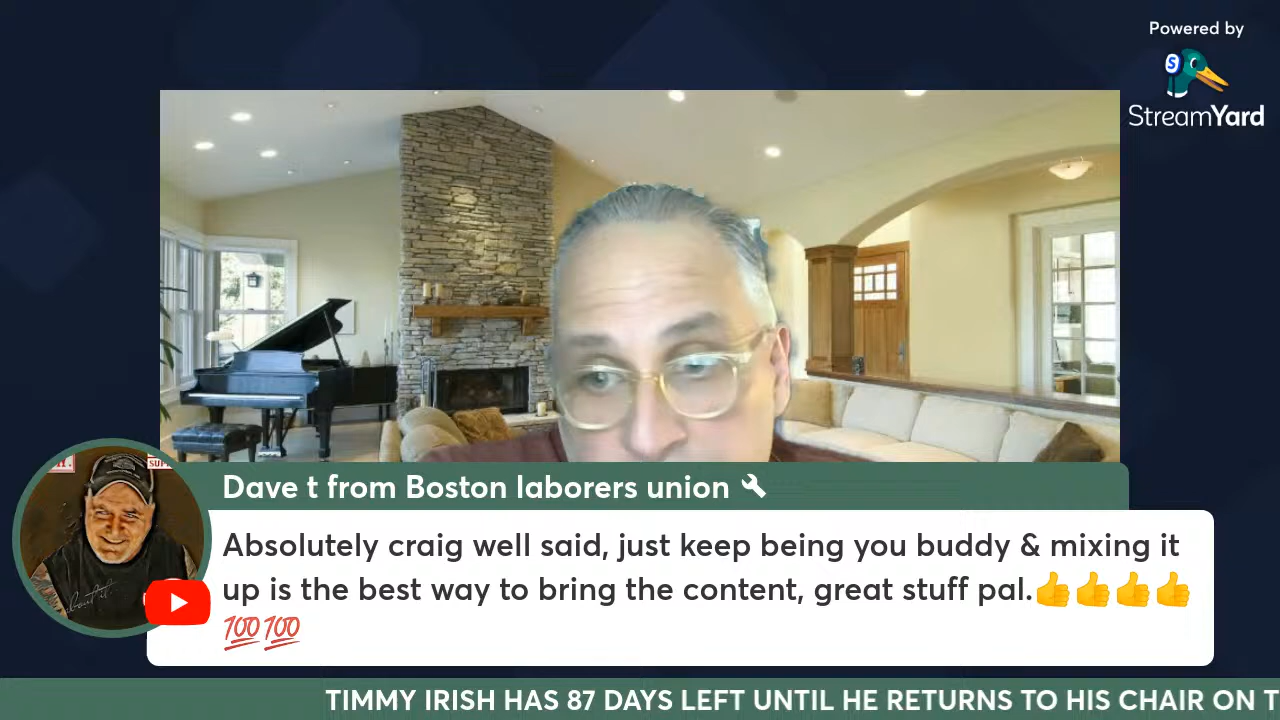 Powered by
StreamYard
Dave t from Boston laborers union 🔧
Absolutely craig well said, just keep being you buddy & mixing it
up is the best way to bring the content, great stuff pal.👍👍👍👍
💯💯
TIMMY IRISH HAS 87 DAYS LEFT UNTIL HE RETURNS TO HIS CHAIR ON T